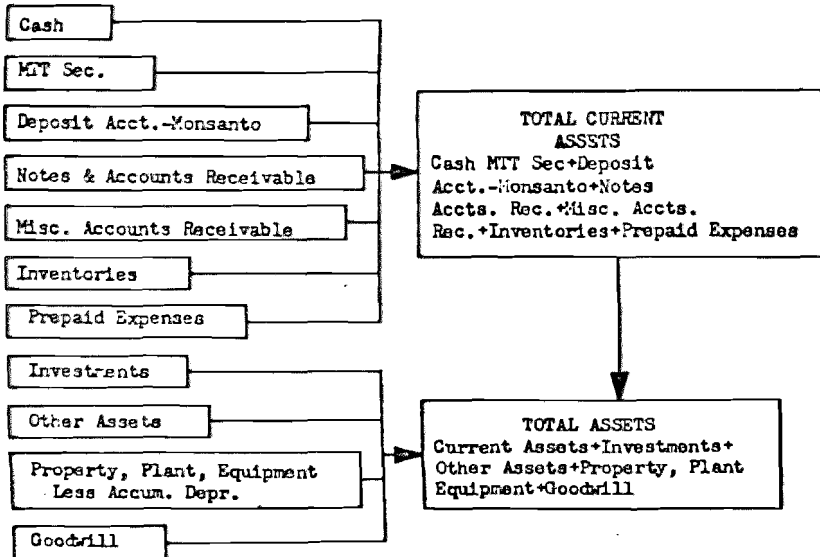 Cash
MTT Sec.
Deposit Acct.-Monsanto
Notes & Accounts Receivable
Misc. Accounts Receivable
Inventories
Prepaid Expenses
Investments
Other Assets
Property, Plant, Equipment
Less Accum. Depr.
Goodwill
TOTAL CURRENT
ASSETS
Cash MTT Sec+Deposit
Acct.-Monsanto+Notes
Accts. Rec.+Misc. Accts.
Rec.+Inventories+Prepaid Expenses
TOTAL ASSETS
Current Assets+Investments+
Other Assets+Property, Plant
Equipment+Goodwill